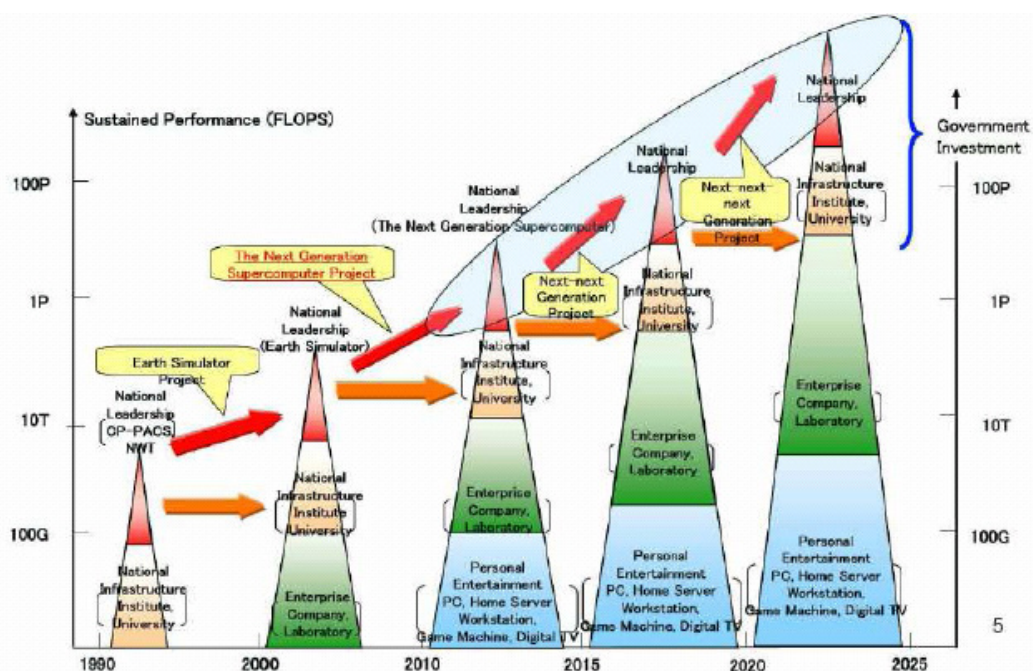 Sustained Performance (FLOPS)
100P
1P
10T
100G
Government
Investment
100P
1P
10T
100G
Earth Simulator
Project
The Next Generation
Supercomputer Project
Next-next
Generation
Project
Next-next-
next
Generation
Project
National
Leadership
CP-PACS,
NWT
National
Infrastructure
Institute,
University
National
Leadership
(Earth Simulator)
National
Infrastructure
Institute
University
Enterprise
Company,
Laboratory
National
Leadership
(The Next Generation Supercomputer)
National
Infrastructure
Institute,
University
Enterprise
Company,
Laboratory
Personal
Entertainment
PC, Home Server
Workstation,
Game Machine, Digital TV
National
Leadership
National
Infrastructure
Institute,
University
Enterprise
Company,
Laboratory
Personal
Entertainment
PC, Home Server
Workstation,
Game Machine, Digital TV
National
Leadership
National
Infrastructure
Institute,
University
Enterprise
Company,
Laboratory
Personal
Entertainment
PC, Home Server
Workstation,
Game Machine, Digital TV
1990
2000
2010
2015
2020
2025
5